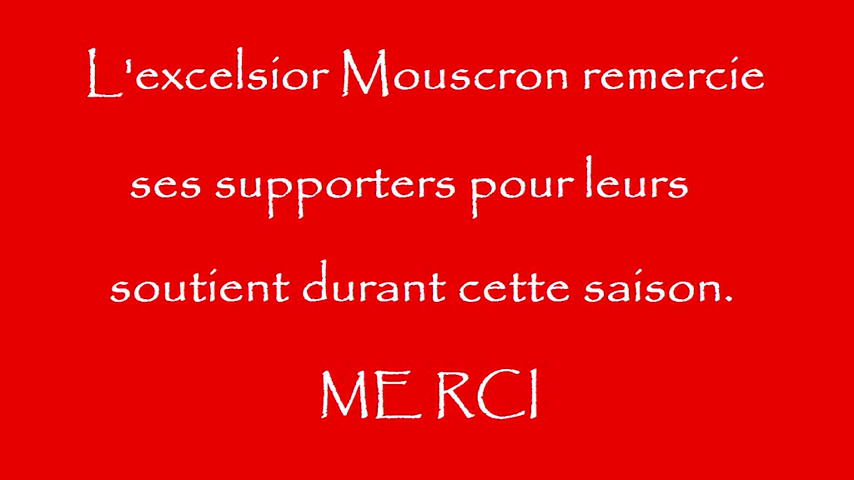 L'excelsior Mouscron remercie
ses supporters pour leurs
soutient durant cette saison.
ME RCI